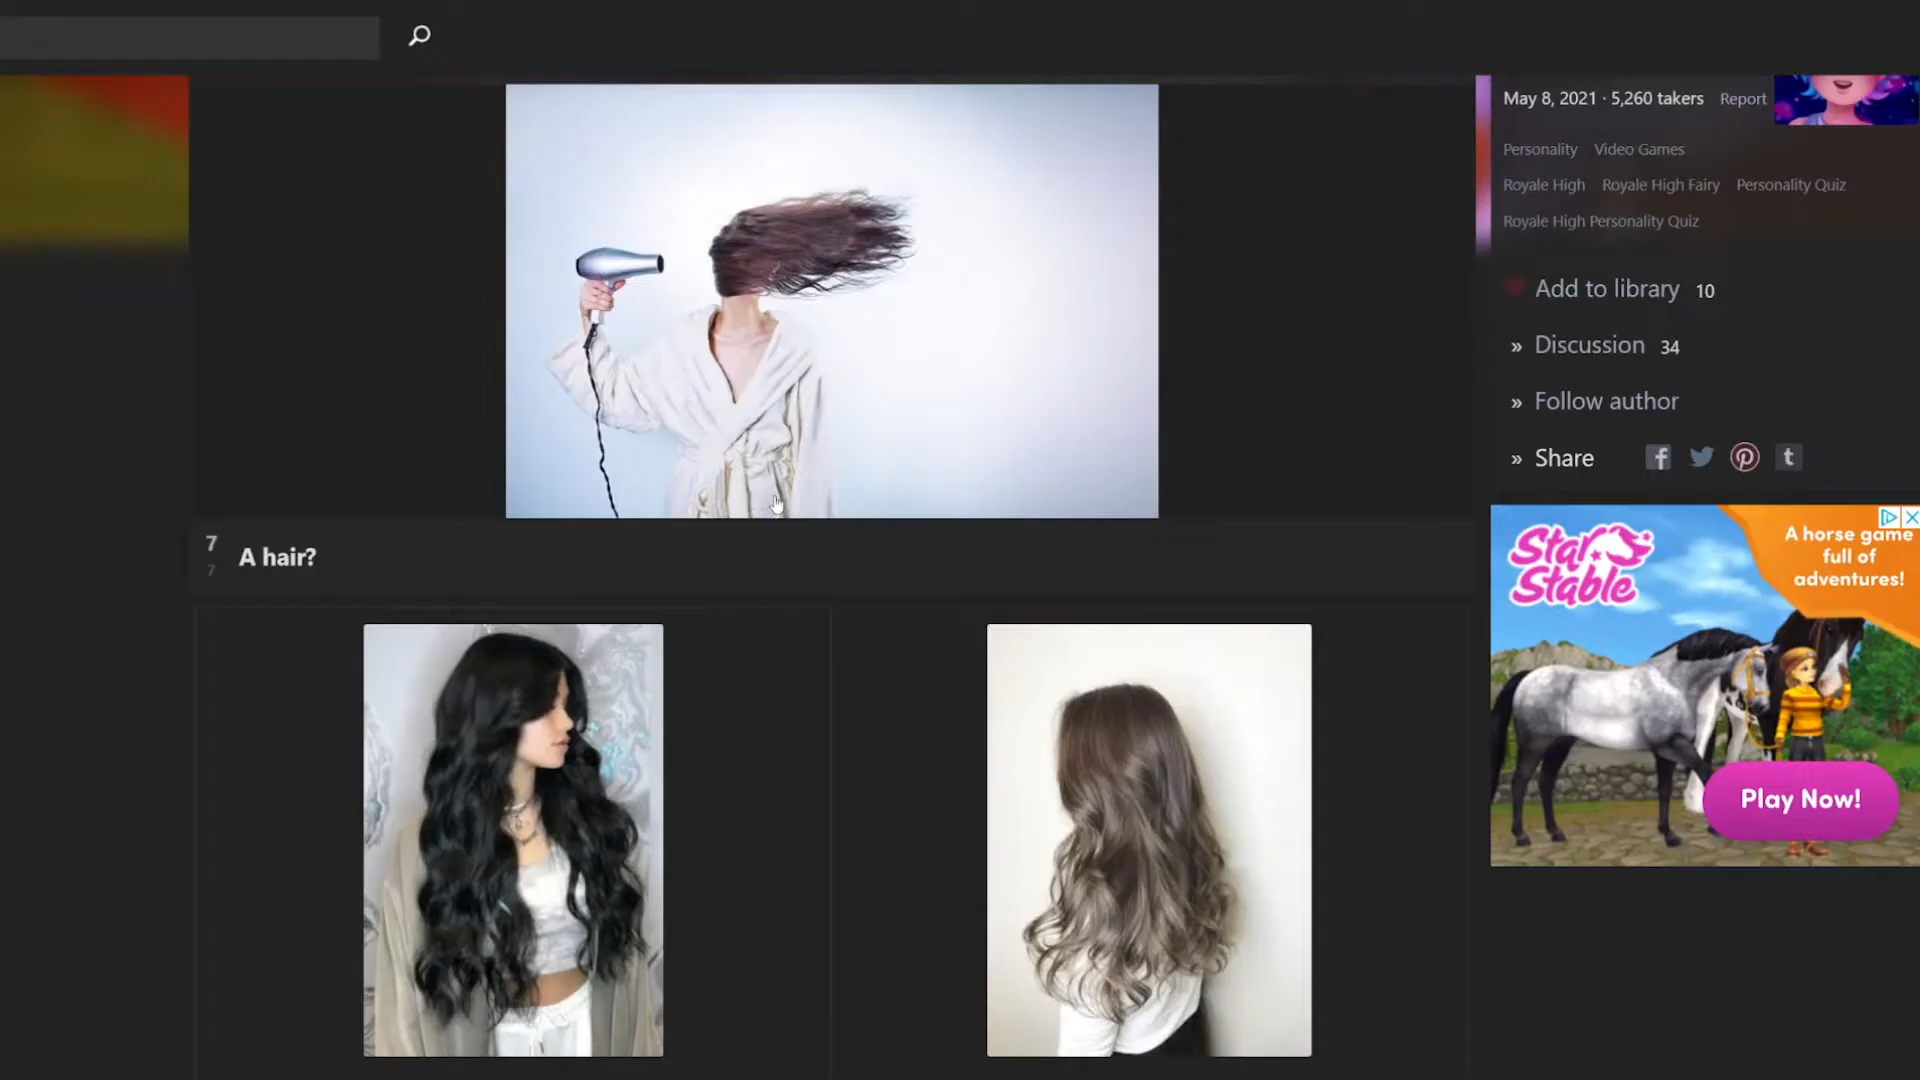 May 8, 2021 · 5,260 takers Report
Personality Video Games
Royale High Royale High Fairy Personality Quiz
Royale High Personality Quiz
Add to library 10
» Discussion 34
» Follow author
» Share
7
7
A hair?
Star
Stable
A horse game
full of
adventures!
Play Now!